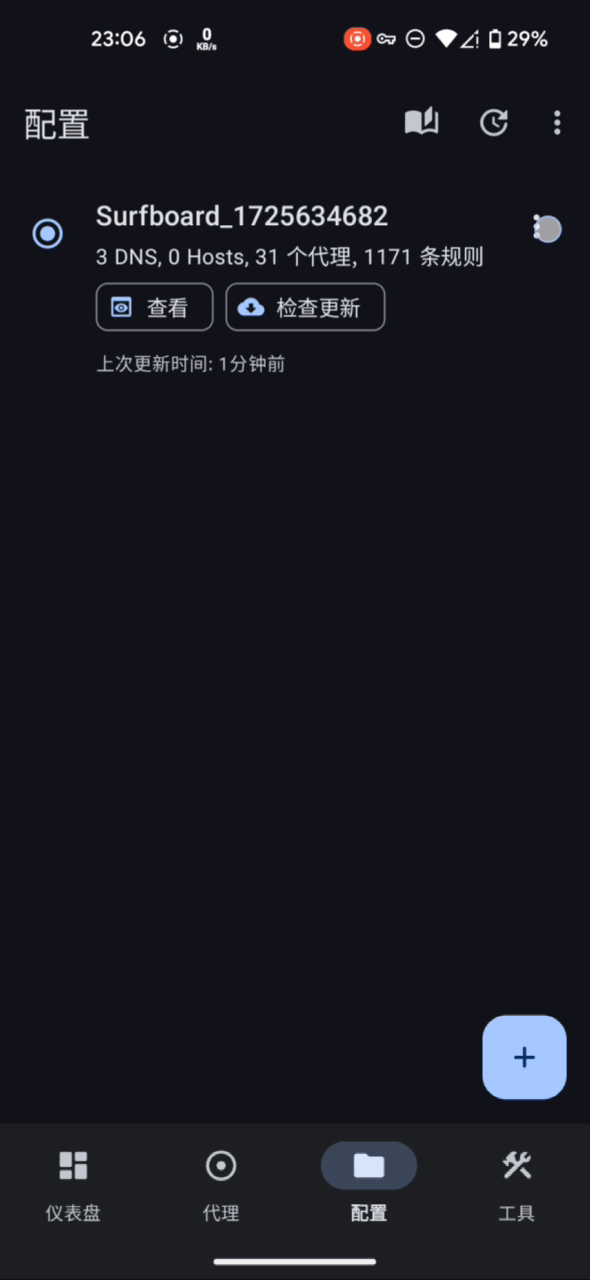 23:06 0 KB/s 29%
配置
Surfboard_1725634682
3 DNS, 0 Hosts, 31 个代理, 1171 条规则
查看 检查更新
上次更新时间: 1分钟前
仪表盘 代理 配置 工具